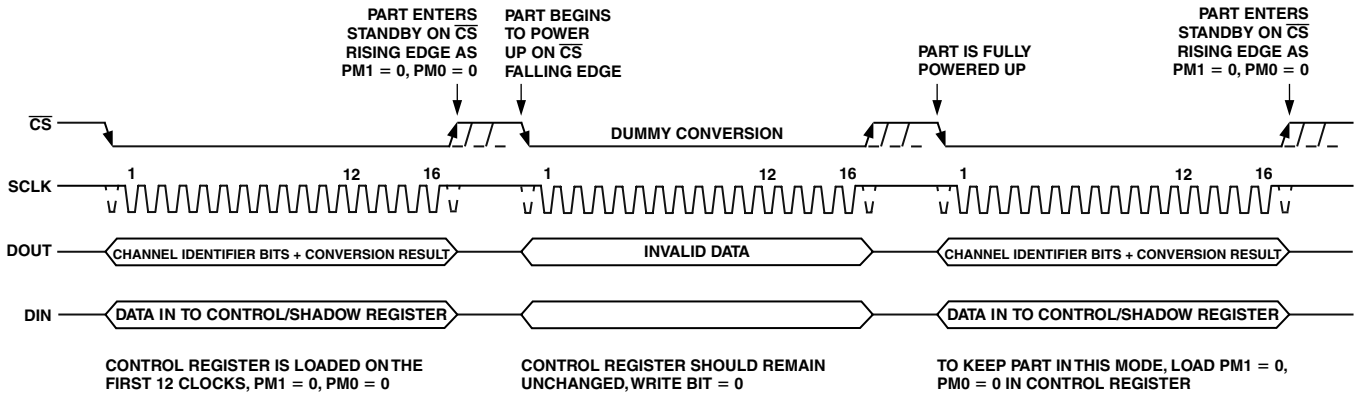 PART ENTERS
STANDBY ON CS
RISING EDGE AS
PM1 = 0, PM0 = 0
PART BEGINS
TO POWER
UP ON CS
FALLING EDGE
PART IS FULLY
POWERED UP
PART ENTERS
STANDBY ON CS
RISING EDGE AS
PM1 = 0, PM0 = 0
CS
DUMMY CONVERSION
SCLK
1 12 16 1 12 16 1 12 16
DOUT
CHANNEL IDENTIFIER BITS + CONVERSION RESULT
INVALID DATA
CHANNEL IDENTIFIER BITS + CONVERSION RESULT
DIN
DATA IN TO CONTROL/SHADOW REGISTER
DATA IN TO CONTROL/SHADOW REGISTER
CONTROL REGISTER IS LOADED ON THE
FIRST 12 CLOCKS, PM1 = 0, PM0 = 0
CONTROL REGISTER SHOULD REMAIN
UNCHANGED, WRITE BIT = 0
TO KEEP PART IN THIS MODE, LOAD PM1 = 0,
PM0 = 0 IN CONTROL REGISTER